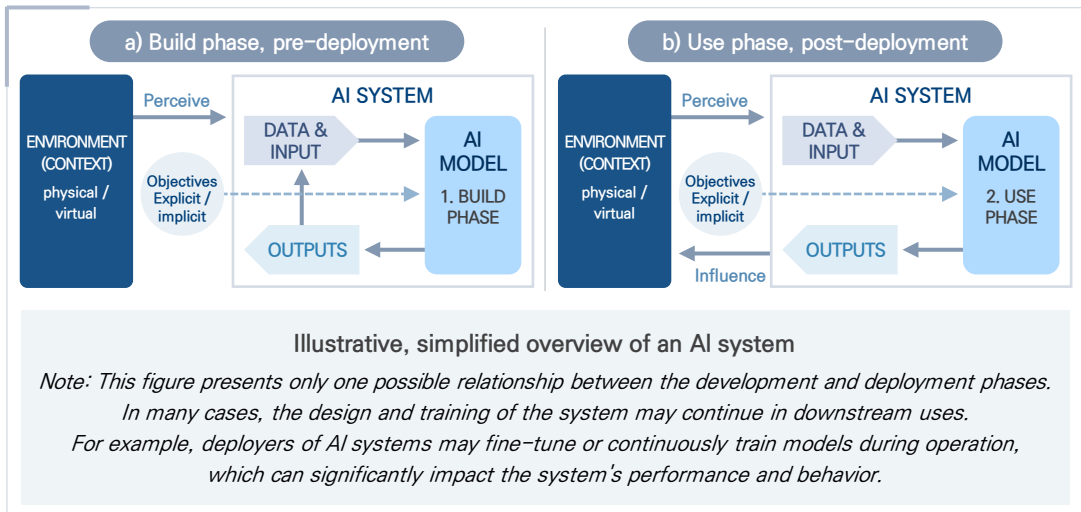 a) Build phase, pre-deployment
ENVIRONMENT
(CONTEXT)
physical /
virtual
Perceive
Objectives
Explicit /
implicit
AI SYSTEM
DATA &
INPUT
AI
MODEL
1. BUILD
PHASE
OUTPUTS
b) Use phase, post-deployment
ENVIRONMENT
(CONTEXT)
physical /
virtual
Perceive
Objectives
Explicit /
implicit
Influence
AI SYSTEM
DATA &
INPUT
AI
MODEL
2. USE
PHASE
OUTPUTS
Illustrative, simplified overview of an AI system
Note: This figure presents only one possible relationship between the development and deployment phases.
In many cases, the design and training of the system may continue in downstream uses.
For example, deployers of AI systems may fine-tune or continuously train models during operation,
which can significantly impact the system's performance and behavior.